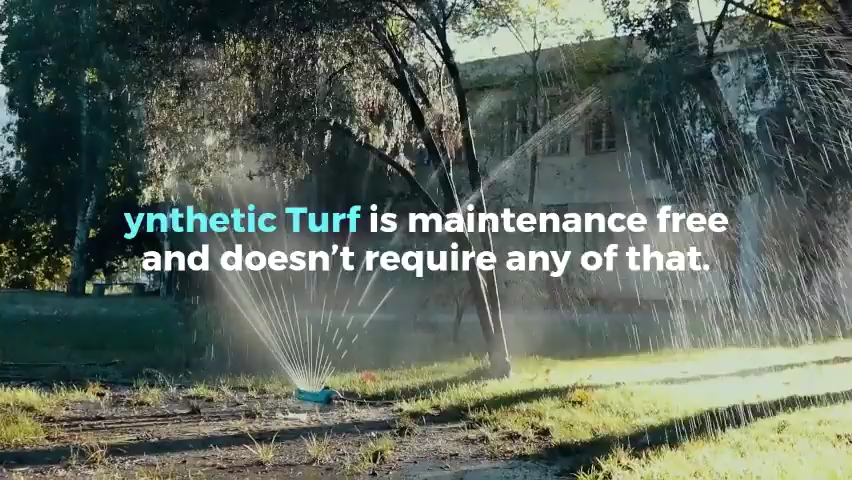 ynthetic Turf is maintenance free
and doesn’t require any of that.